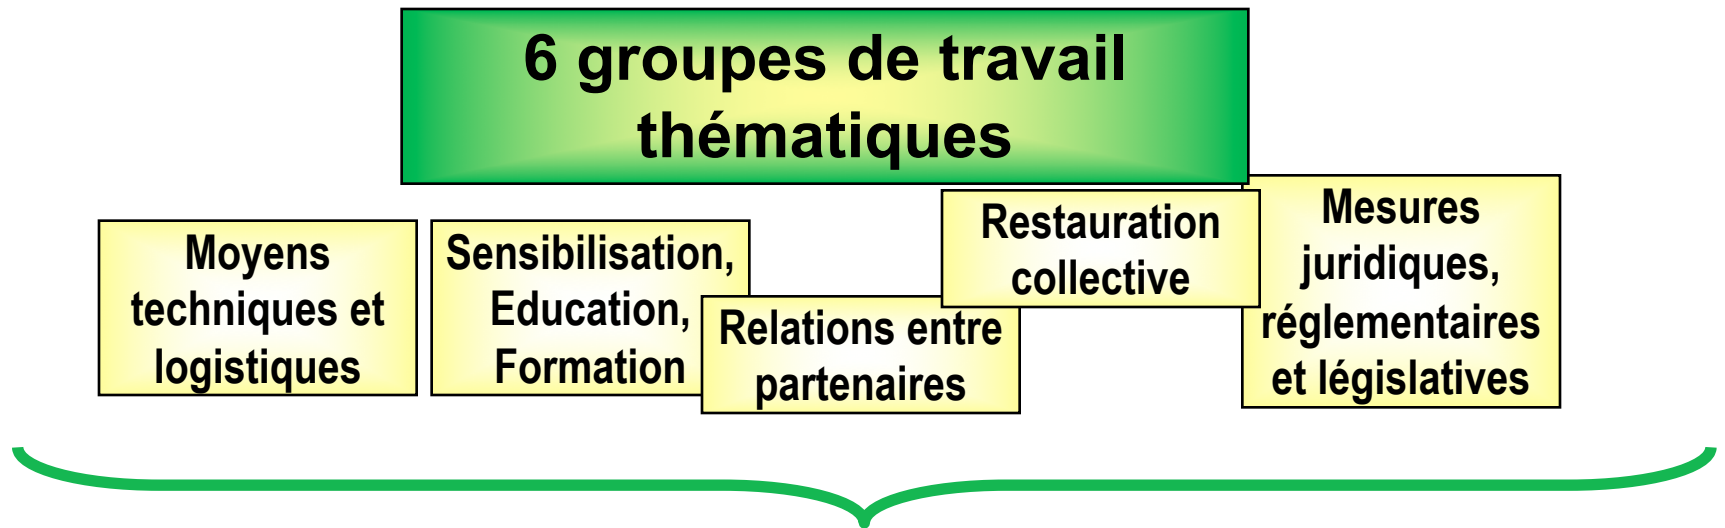 6 groupes de travail
thématiques
Moyens
techniques et
logistiques
Sensibilisation,
Education,
Formation
Relations entre
partenaires
Restauration
collective
Mesures
juridiques,
réglementaires
et législatives